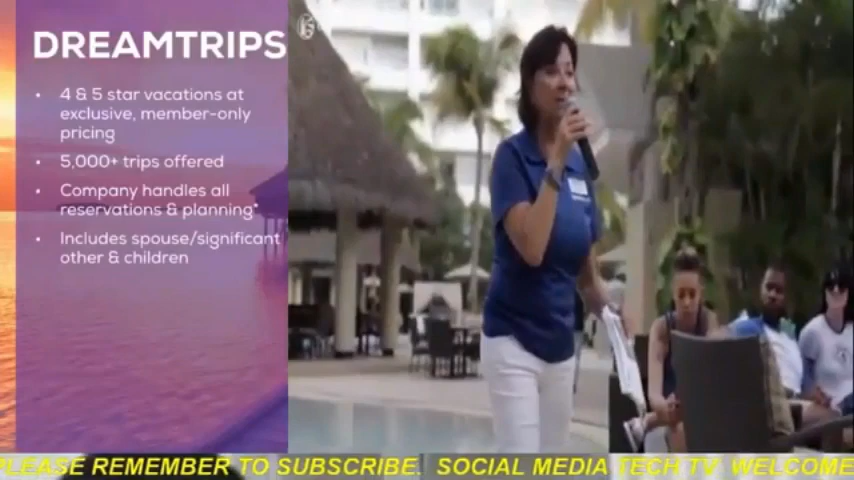 DREAMTRIPS
• 4 & 5 star vacations at
exclusive, member-only
pricing
• 5,000+ trips offered
• Company handles all
reservations & planning*
• Includes spouse/significant
other & children
PLEASE REMEMBER TO SUBSCRIBE. SOCIAL MEDIA TECH TV WELCOME